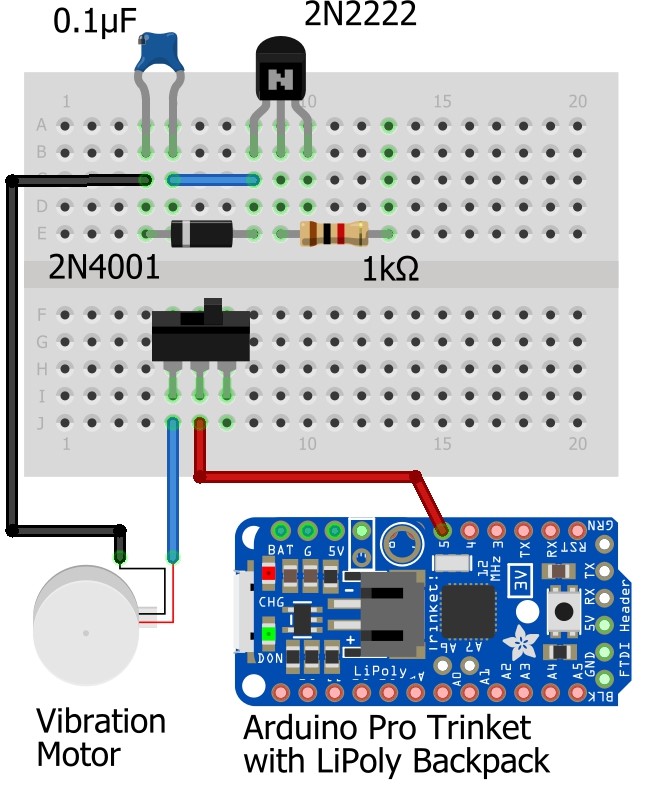 0.1µF
2N2222
1 10 15 20
A
B
D
E
2N4001
1kΩ
F
G
H
I
J
1 10 15 20
BAT G 5V
5 4 3 TX RX RST
GRN
12 MHz
3V
TX
RX
5V
GND
FTDI Header
CHG
DON
LiPoly
A6 A7
A0 A1 A2 A3 A4 A5
BLK
Vibration
Motor
Arduino Pro Trinket
with LiPoly Backpack